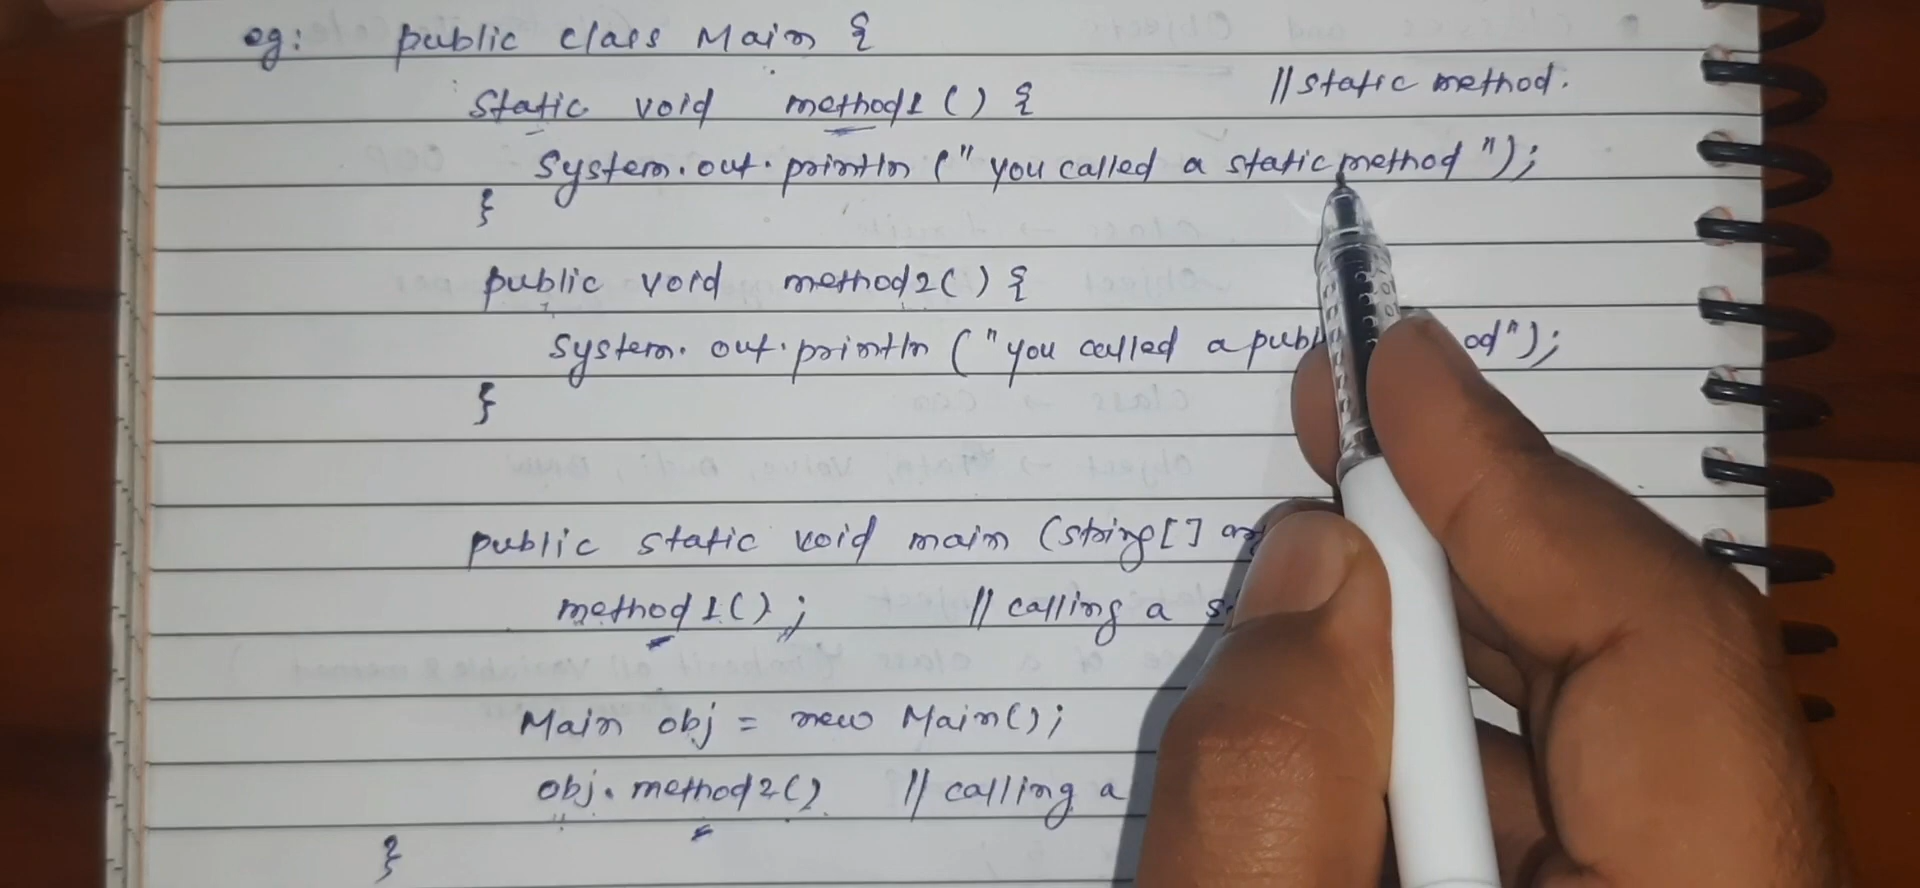 eg: public class Main {
static void method1 () { // static method.
System.out.println (" you called a static method ");
}
public void method2() {
System.out.println ("you called a
}
public static void main (string[]
method1(); // calling a
Main obj = new Main();
obj.method2() // calling a
}